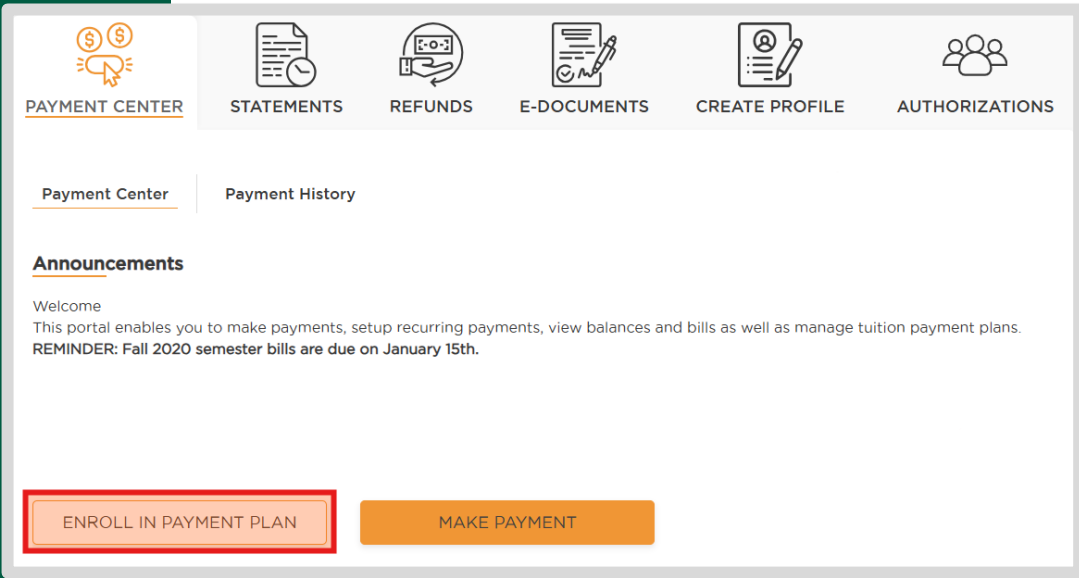 PAYMENT CENTER STATEMENTS REFUNDS E-DOCUMENTS CREATE PROFILE AUTHORIZATIONS
Payment Center Payment History
Announcements
Welcome
This portal enables you to make payments, setup recurring payments, view balances and bills as well as manage tuition payment plans.
REMINDER: Fall 2020 semester bills are due on January 15th.
ENROLL IN PAYMENT PLAN MAKE PAYMENT